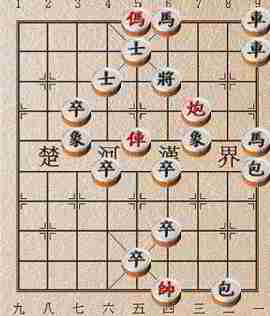 1 2 3 4 5 6 7 8 9
傌 馬 車
士 車
士 將
卒 炮
象 俥 象 馬
楚 河 漢 界
卒 卒 包
卒
卒
帥 包
九 八 七 六 五 四 三 二 一